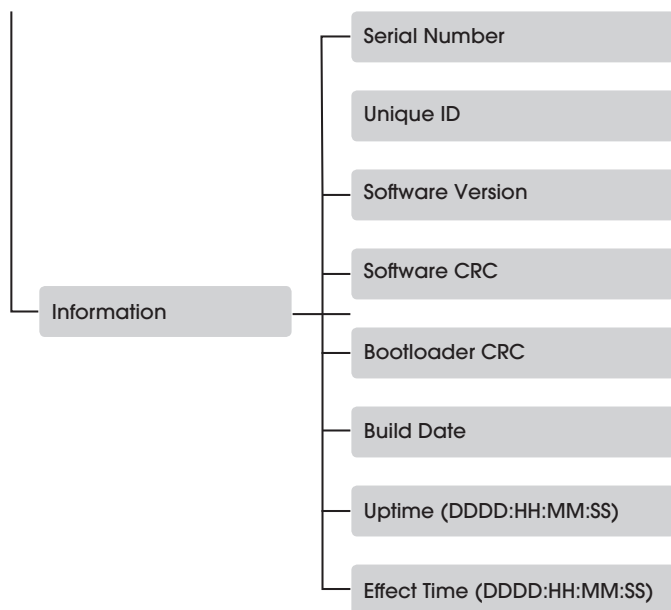 Serial Number
Unique ID
Software Version
Software CRC
Information
Bootloader CRC
Build Date
Uptime (DDDD:HH:MM:SS)
Effect Time (DDDD:HH:MM:SS)